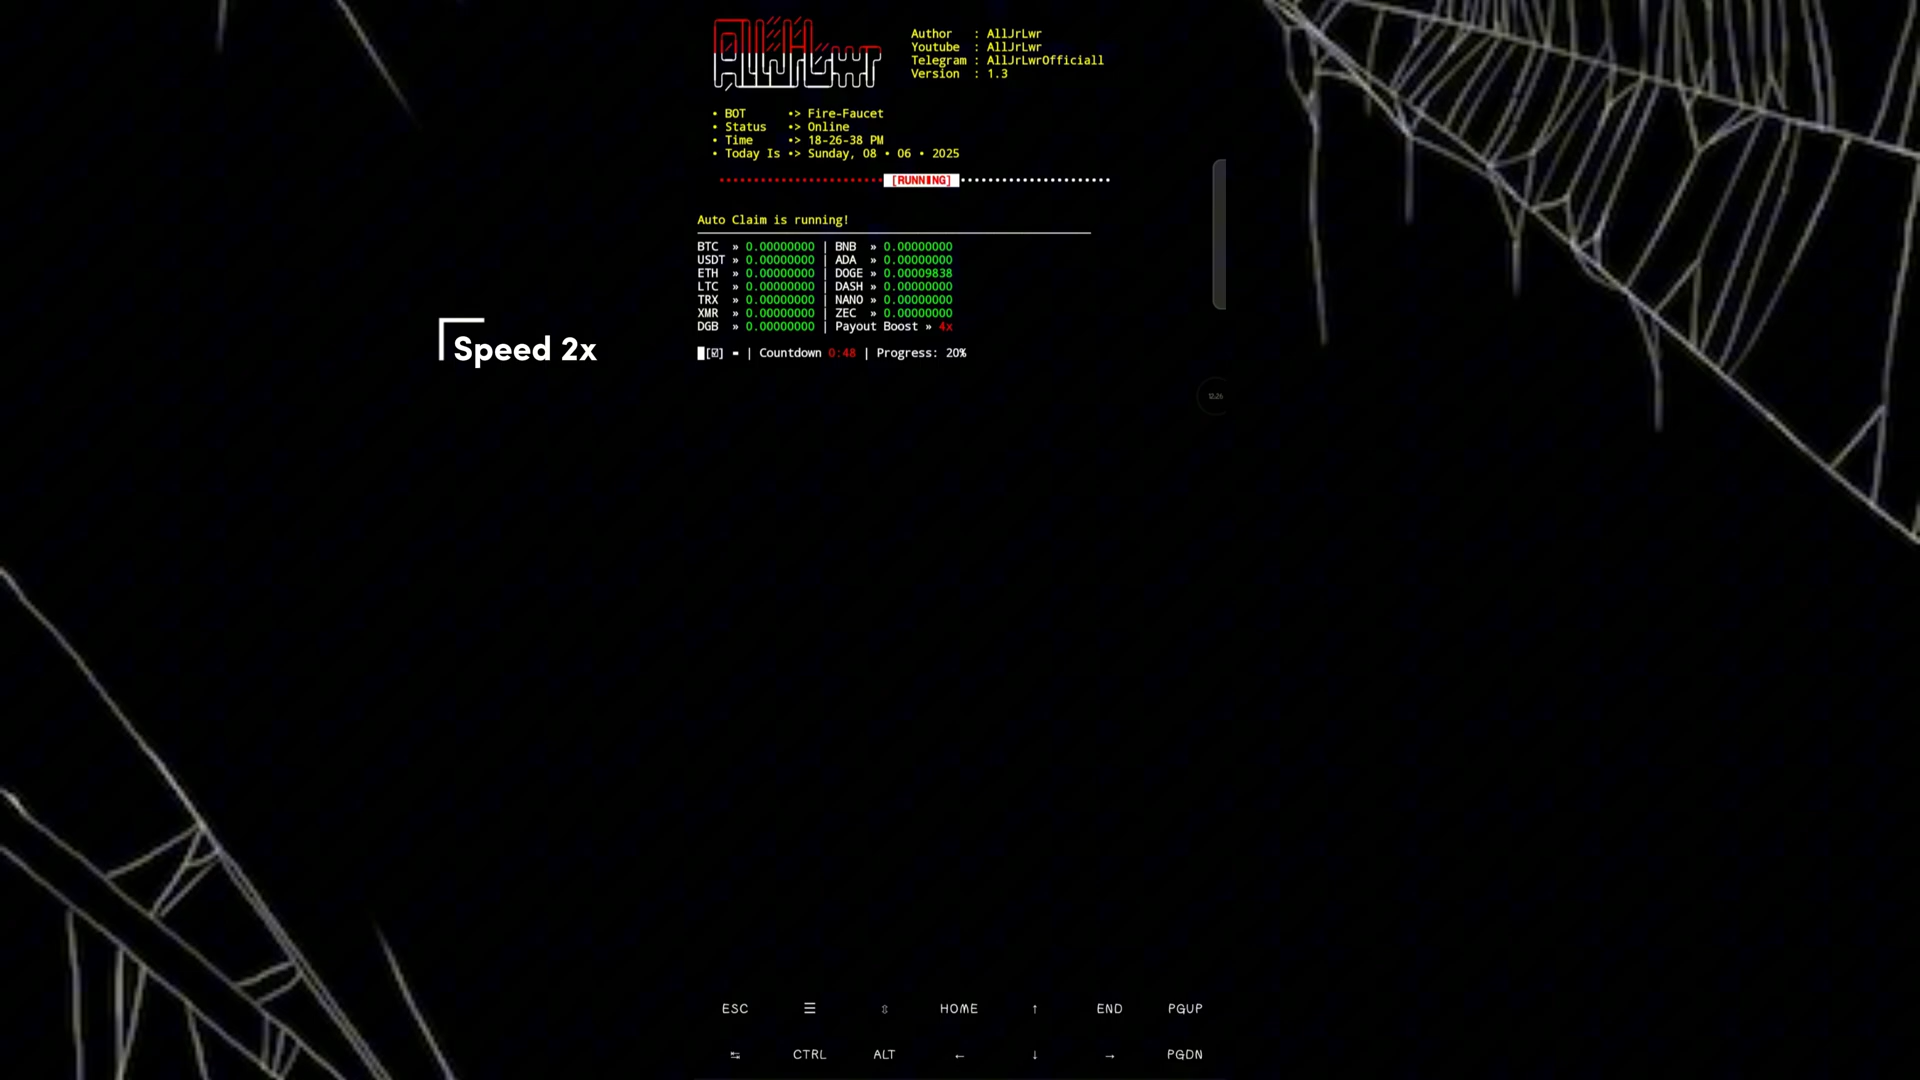 AllJrLwr
Author : AllJrLwr
Youtube : AllJrLwr
Telegram : AllJrLwrOfficiall
Version : 1.3
• BOT •> Fire-Faucet
• Status •> Online
• Time •> 18-26-38 PM
• Today Is •> Sunday, 08 • 06 • 2025
[RUNNING]
Auto Claim is running!
BTC » 0.00000000 | BNB » 0.00000000
USDT » 0.00000000 | ADA » 0.00000000
ETH » 0.00000000 | DOGE » 0.00009838
LTC » 0.00000000 | DASH » 0.00000000
TRX » 0.00000000 | NANO » 0.00000000
XMR » 0.00000000 | ZEC » 0.00000000
DGB » 0.00000000 | Payout Boost » 4x
[☑] = | Countdown 0:48 | Progress: 20%
Speed 2x
12.26
ESC ☰ ⇳ HOME ↑ END PGUP
⇆ CTRL ALT ← ↓ → PGDN